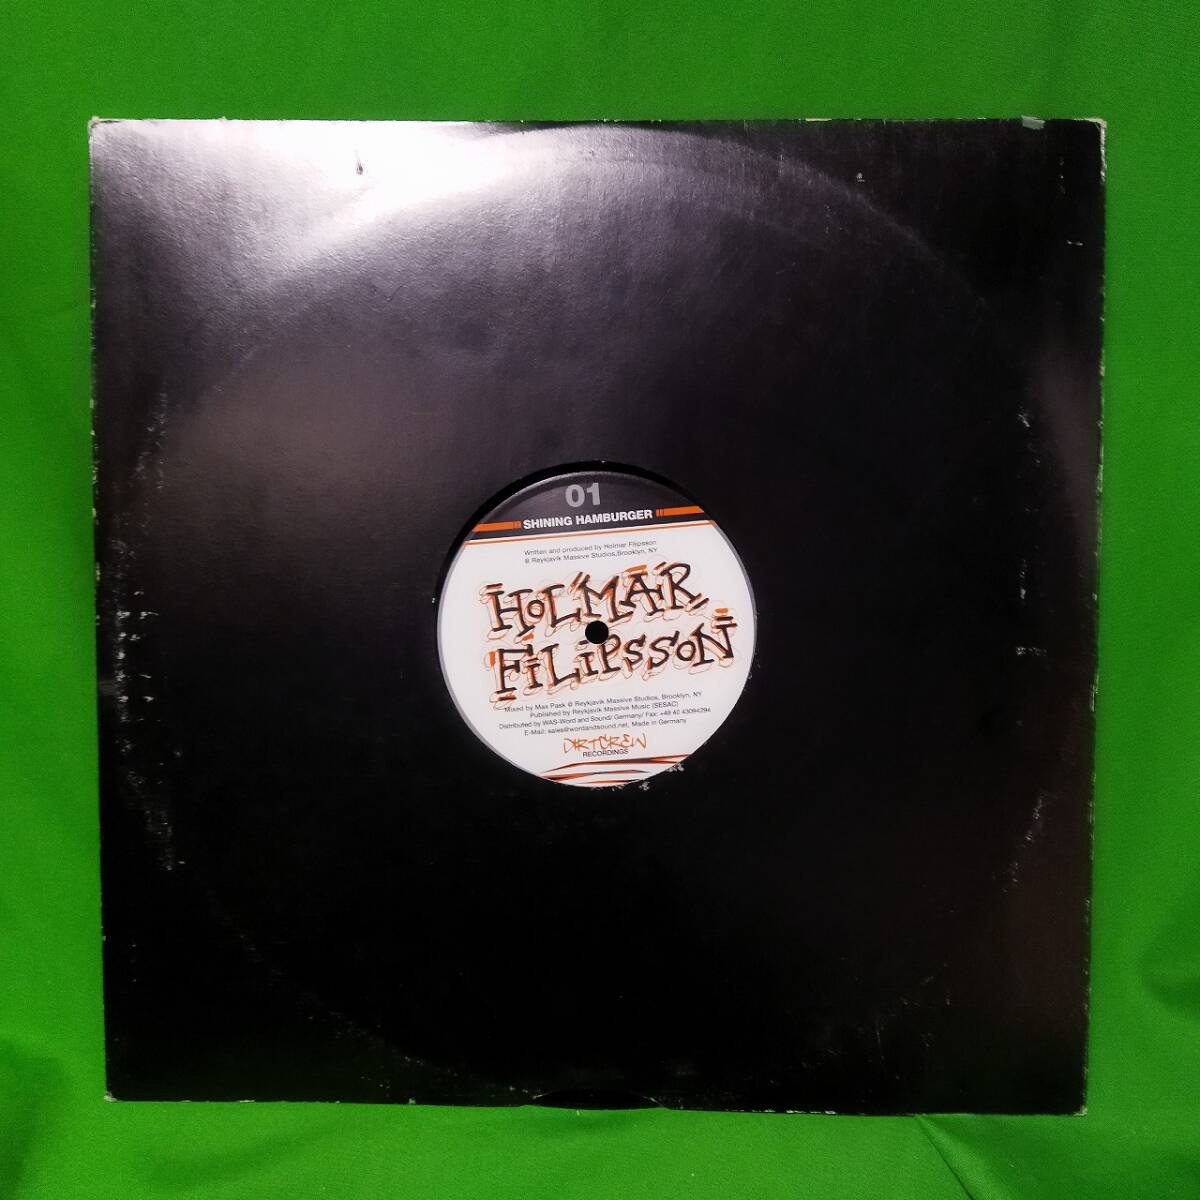 01
SHINING HAMBURGER
Written and produced by Holmar Filipsson
@ Reykjavik Massive Studios,Brooklyn, NY
HOLMAR
FILIPSSON
Mixed by Max Pask @ Reykjavik Massive Studios, Brooklyn, NY
Published by Reykjavik Massive Music (SESAC)
Distributed by WAS-Word and Sound/ Germany/ Fax: +49 40 43094294
E-Mail: sales@wordandsound.net, Made in Germany
DIRTCREW
RECORDINGS